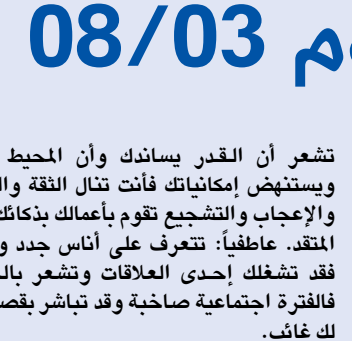 م 08/03
تشعر أن القدر يساندك وأن المحيط
ويستنهض إمكانياتك فأنت تنال الثقة وال
والإعجاب والتشجيع تقوم بأعمالك بذكائك
المتقد. عاطفياً: تتعرف على أناس جدد و
فقد تشغلك إحدى العلاقات وتشعر بال
فالفترة اجتماعية صاخبة وقد تباشر بقص
لك غائب.